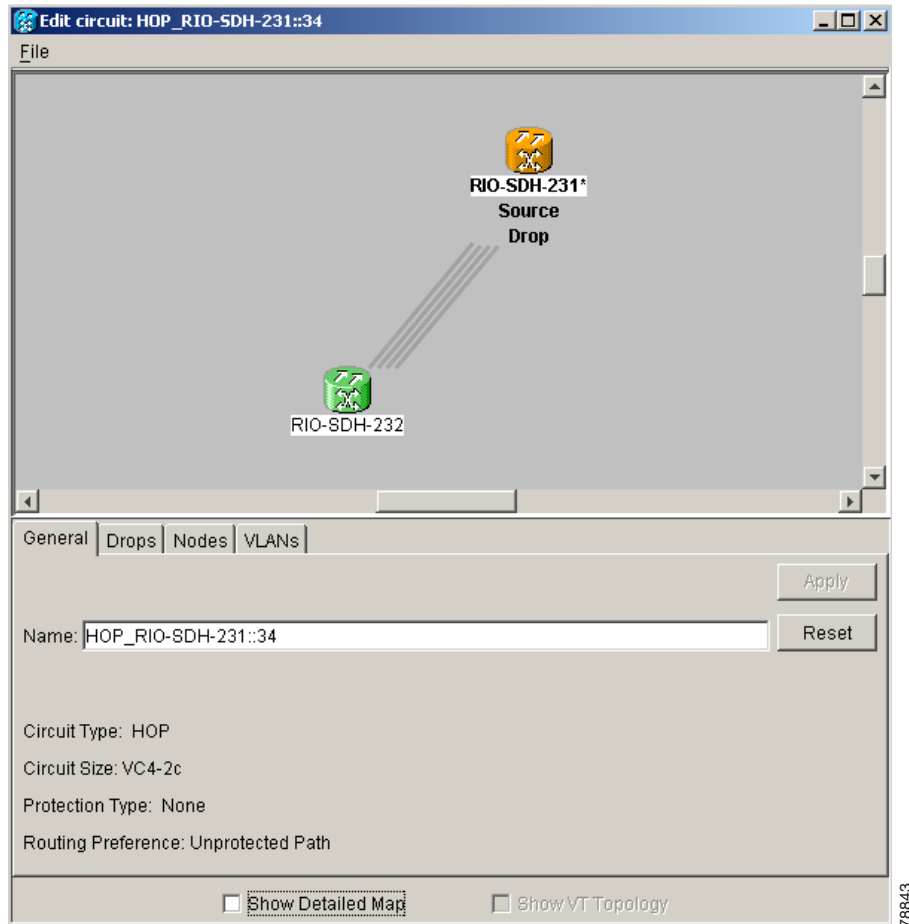 Edit circuit: HOP_RIO-SDH-231::34
File
RIO-SDH-231*
Source
Drop
RIO-SDH-232
General Drops Nodes VLANs
Apply
Name: HOP_RIO-SDH-231::34
Reset
Circuit Type: HOP
Circuit Size: VC4-2c
Protection Type: None
Routing Preference: Unprotected Path
Show Detailed Map Show VT Topology
76843